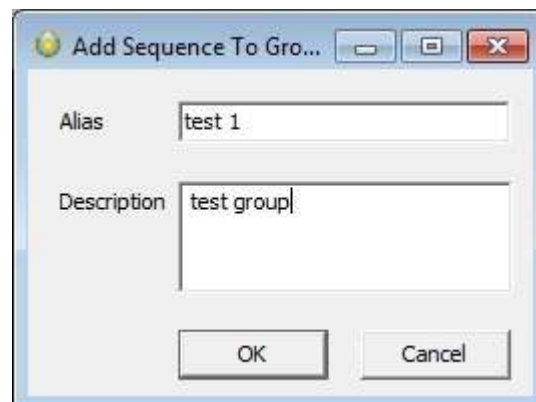 Add Sequence To Gro...
Alias
test 1
Description
test group
OK
Cancel